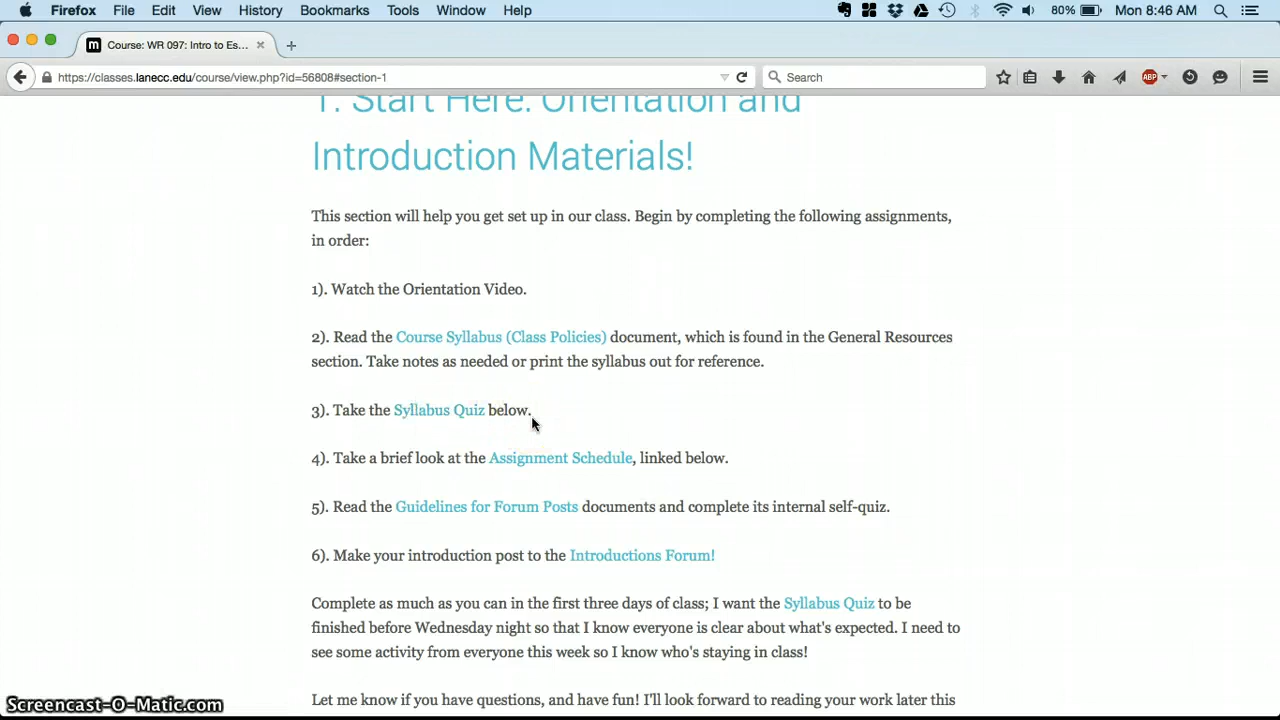 Firefox File Edit View History Bookmarks Tools Window Help 80% Mon 8:46 AM
m Course: WR 097: Intro to Es...
https://classes.lanecc.edu/course/view.php?id=56808#section-1 Search ABP
1. Start Here: Orientation and
Introduction Materials!
This section will help you get set up in our class. Begin by completing the following assignments,
in order:
1). Watch the Orientation Video.
2). Read the Course Syllabus (Class Policies) document, which is found in the General Resources
section. Take notes as needed or print the syllabus out for reference.
3). Take the Syllabus Quiz below.
4). Take a brief look at the Assignment Schedule, linked below.
5). Read the Guidelines for Forum Posts documents and complete its internal self-quiz.
6). Make your introduction post to the Introductions Forum!
Complete as much as you can in the first three days of class; I want the Syllabus Quiz to be
finished before Wednesday night so that I know everyone is clear about what's expected. I need to
see some activity from everyone this week so I know who's staying in class!
Let me know if you have questions, and have fun! I'll look forward to reading your work later this
Screencast-O-Matic.com